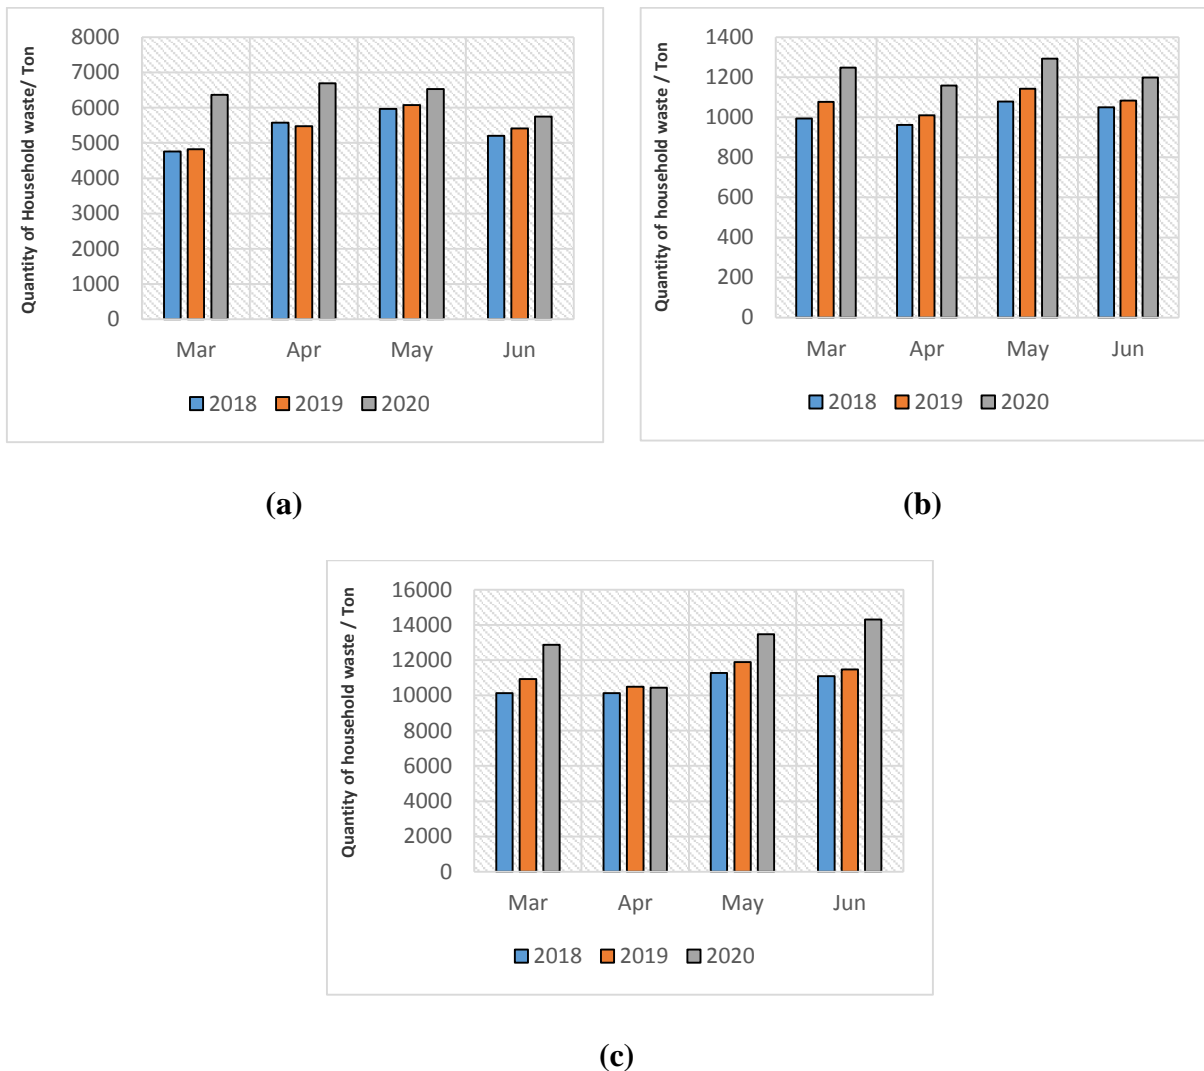 Quantity of Household waste/ Ton
8000
7000
6000
5000
4000
3000
2000
1000
0
Mar Apr May Jun
2018 2019 2020
(a)
Quantity of household waste / Ton
1400
1200
1000
800
600
400
200
0
Mar Apr May Jun
2018 2019 2020
(b)
Quantity of household waste / Ton
16000
14000
12000
10000
8000
6000
4000
2000
0
Mar Apr May Jun
2018 2019 2020
(c)